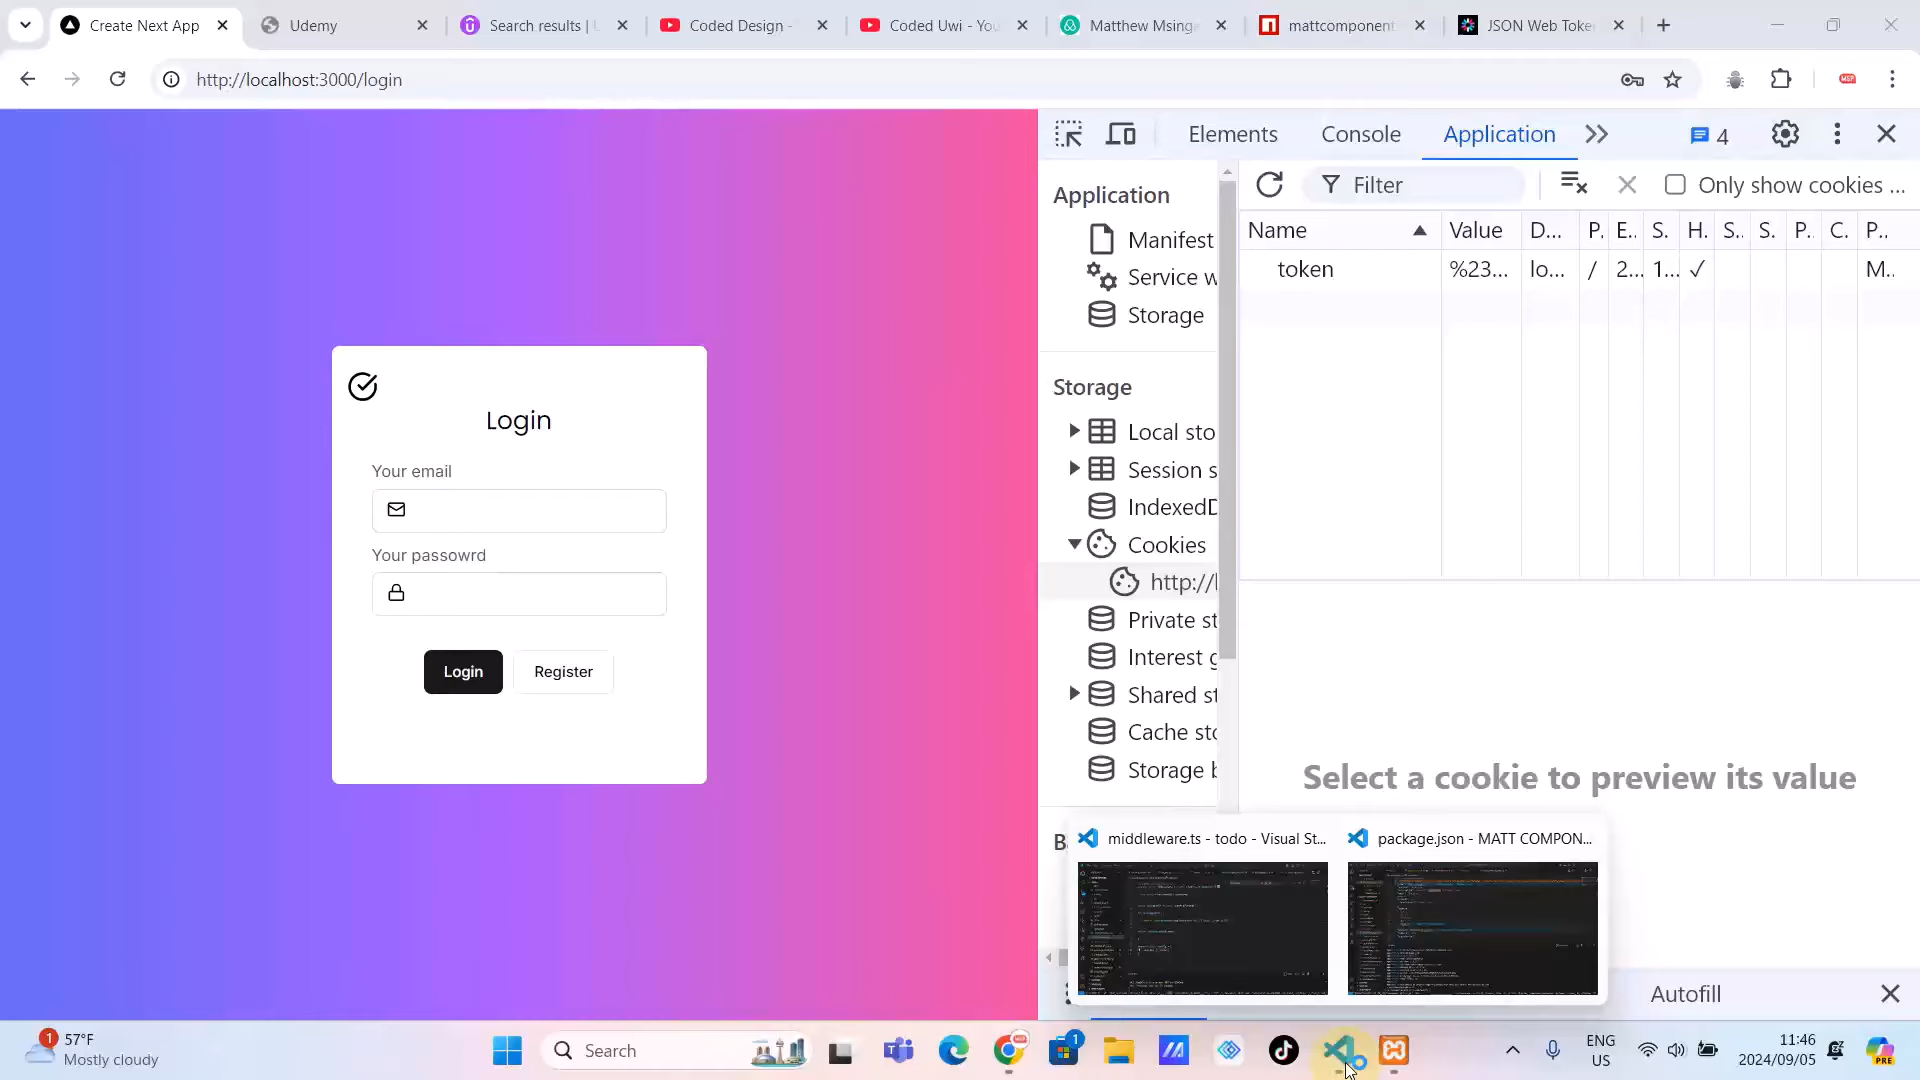 Create Next App
Udemy
Search results | U
Coded Design -
Coded Uwi - You
Matthew Msing
mattcomponent
JSON Web Toke
http://localhost:3000/login
Elements
Console
Application
4
Application
Filter
Only show cookies ...
Manifest
Service w
Storage
Name
Value
D...
P.
E..
S.
H.
S..
S.
P..
C.
P..
token
%23...
lo...
/
2...
1...
✓
M..
Storage
Local sto
Session s
IndexedD
Cookies
http://l
Private st
Interest g
Shared st
Cache sto
Storage b
Login
Your email
Your passowrd
Login
Register
Select a cookie to preview its value
middleware.ts - todo - Visual St...
package.json - MATT COMPON...
Autofill
1
57°F
Mostly cloudy
Search
1
ENG
US
11:46
2024/09/05
PRE